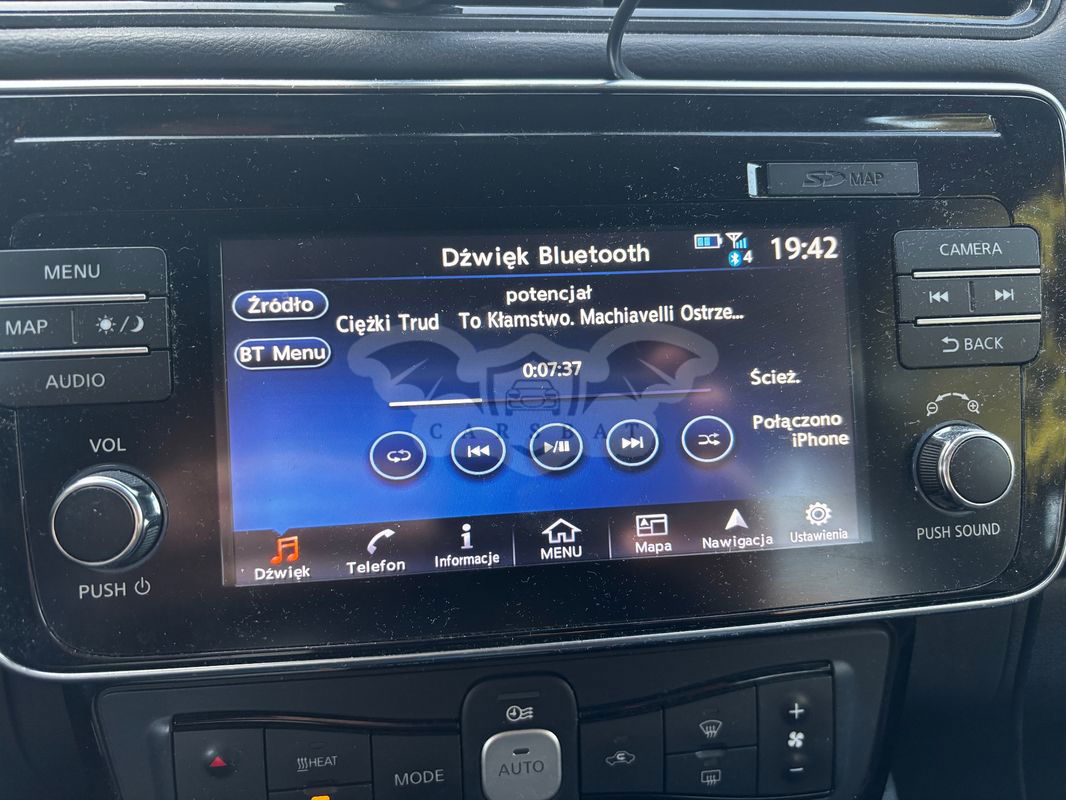 SD MAP
Dźwięk Bluetooth
4
19:42
MENU
MAP
AUDIO
VOL
PUSH
Źródło
BT Menu
potencjał
Ciężki Trud To Kłamstwo. Machiavelli Ostrze...
0:07:37
Ścież.
Połączono
iPhone
CARSBAT
Dźwięk
Telefon
Informacje
MENU
Mapa
Nawigacja
Ustawienia
CAMERA
BACK
PUSH SOUND
HEAT
MODE
AUTO